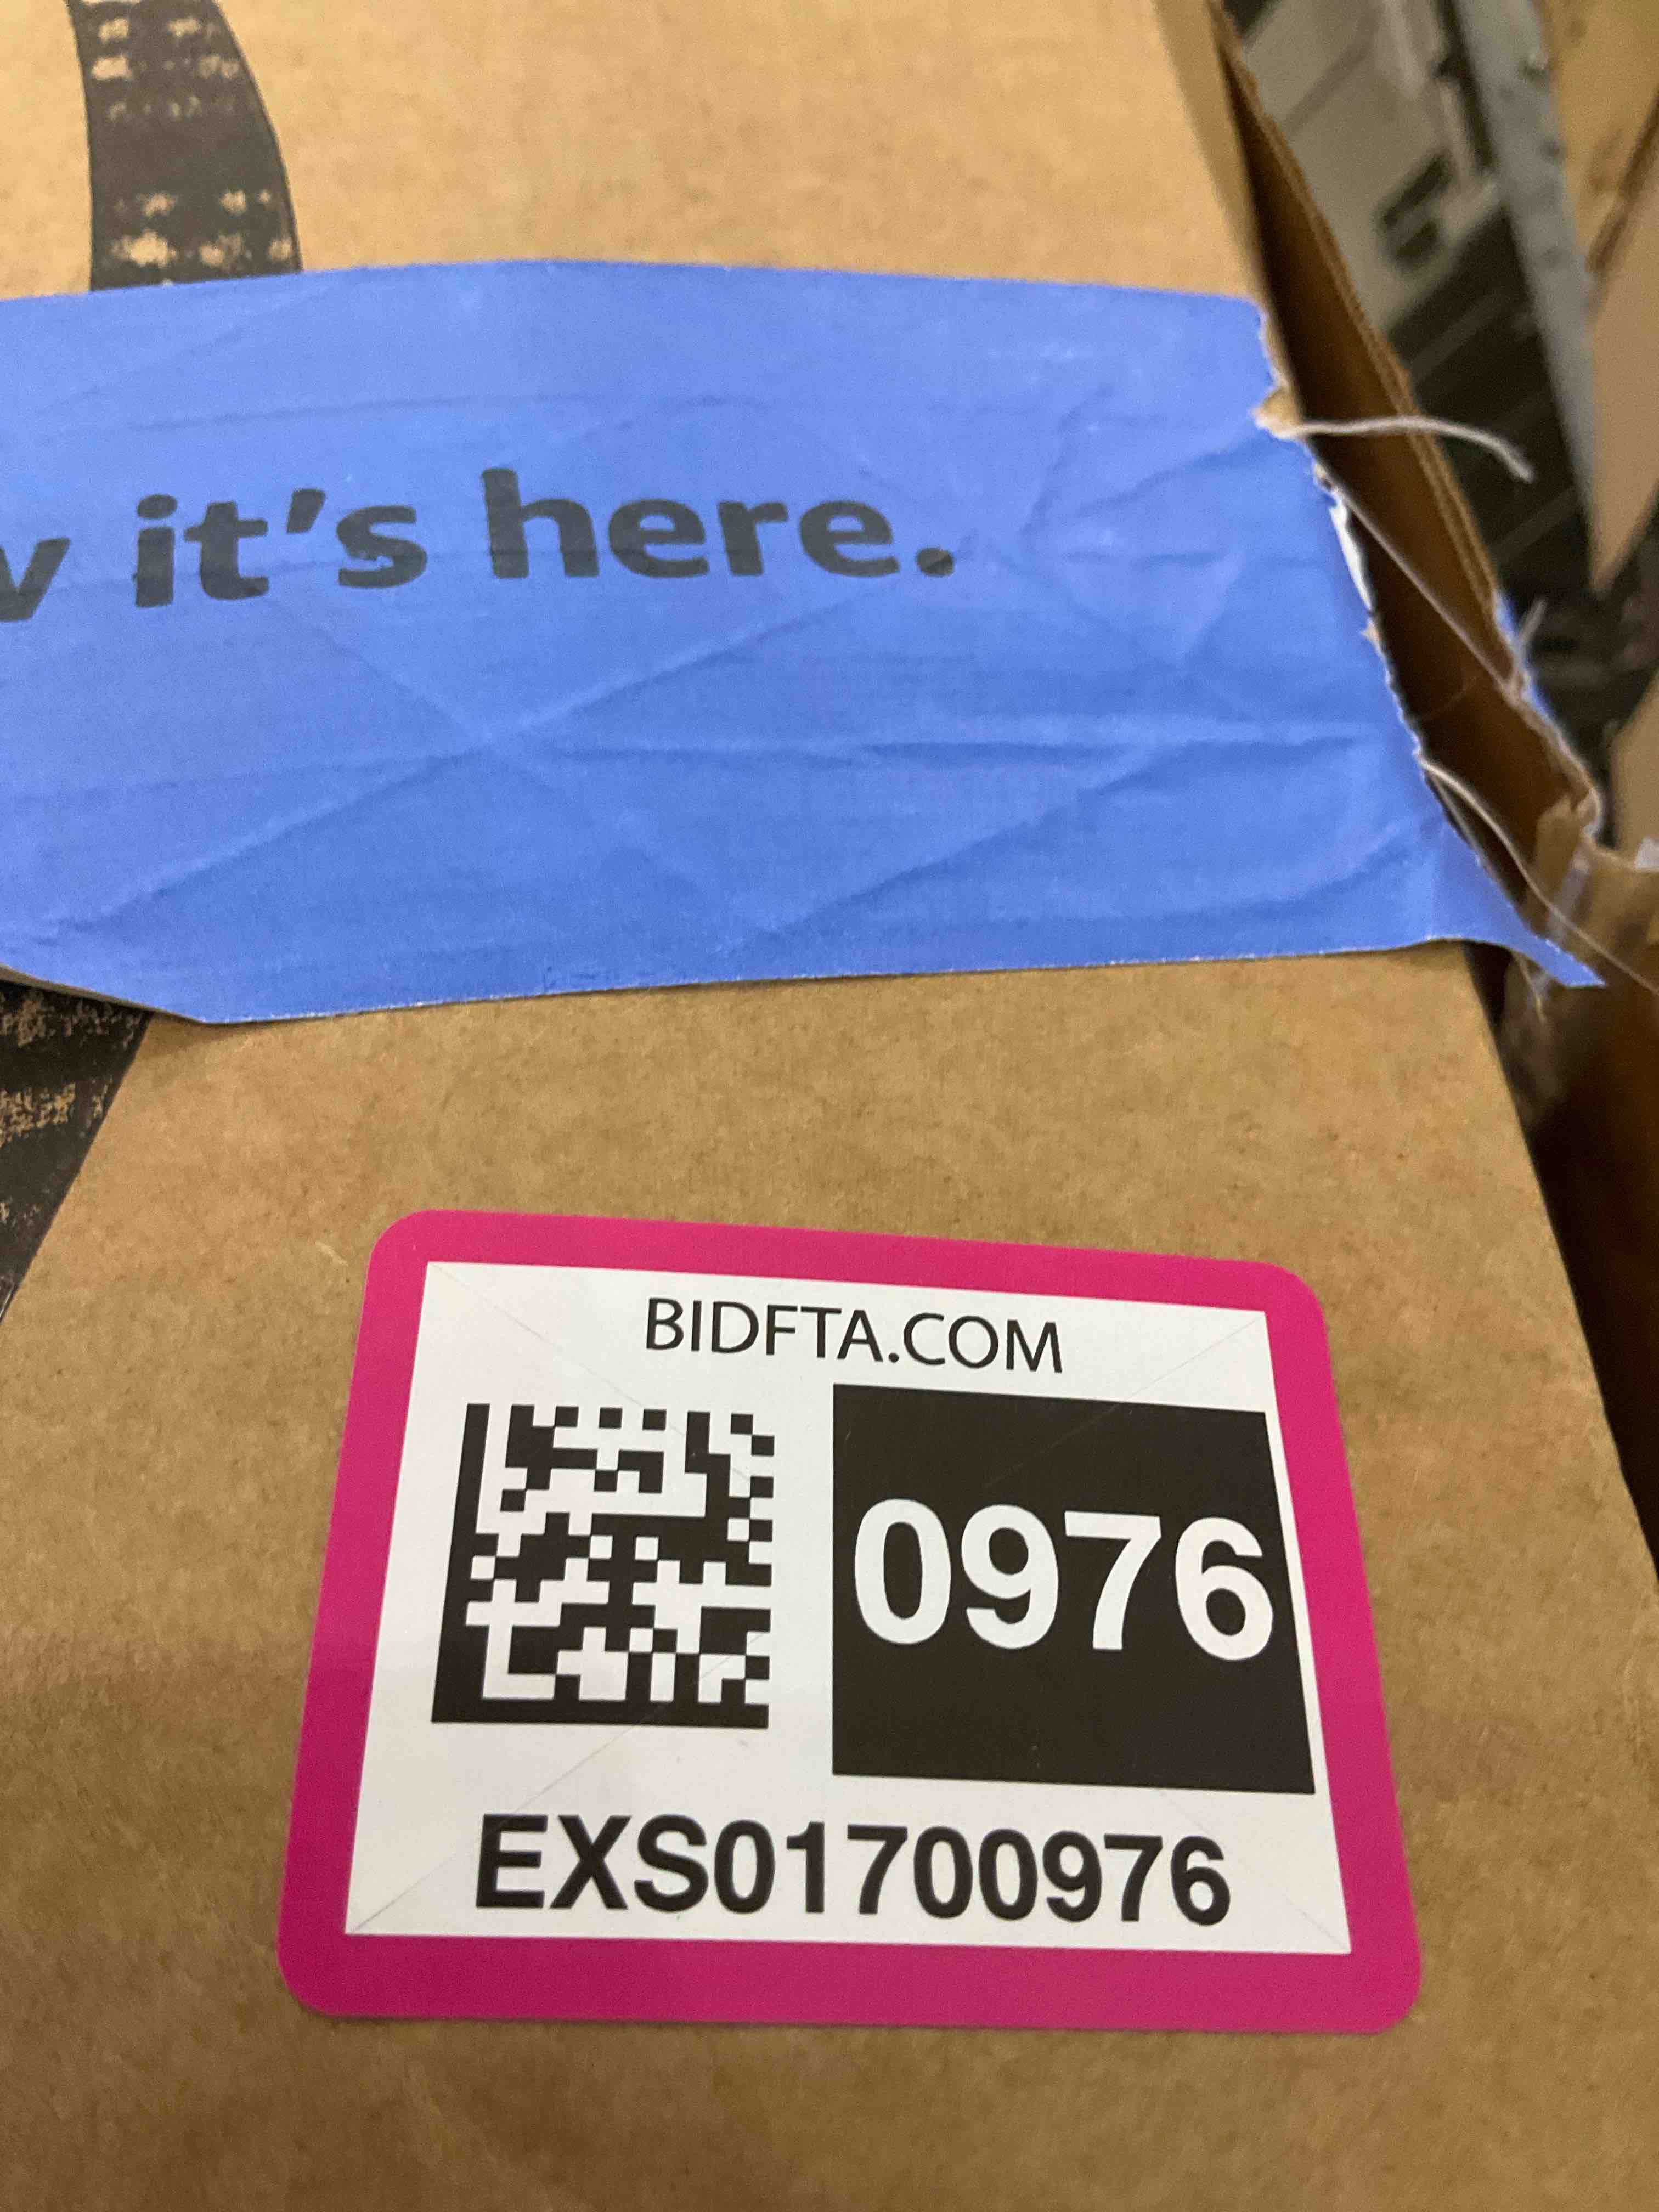 it's here.
BIDFTA.COM
0976
EXS01700976